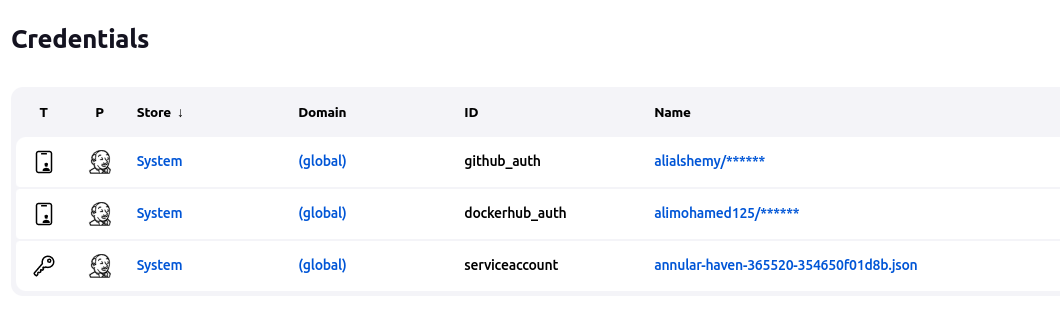 Credentials
T P Store ↓ Domain ID Name
System (global) github_auth alialshemy/******
System (global) dockerhub_auth alimohamed125/******
System (global) serviceaccount annular-haven-365520-354650f01d8b.json